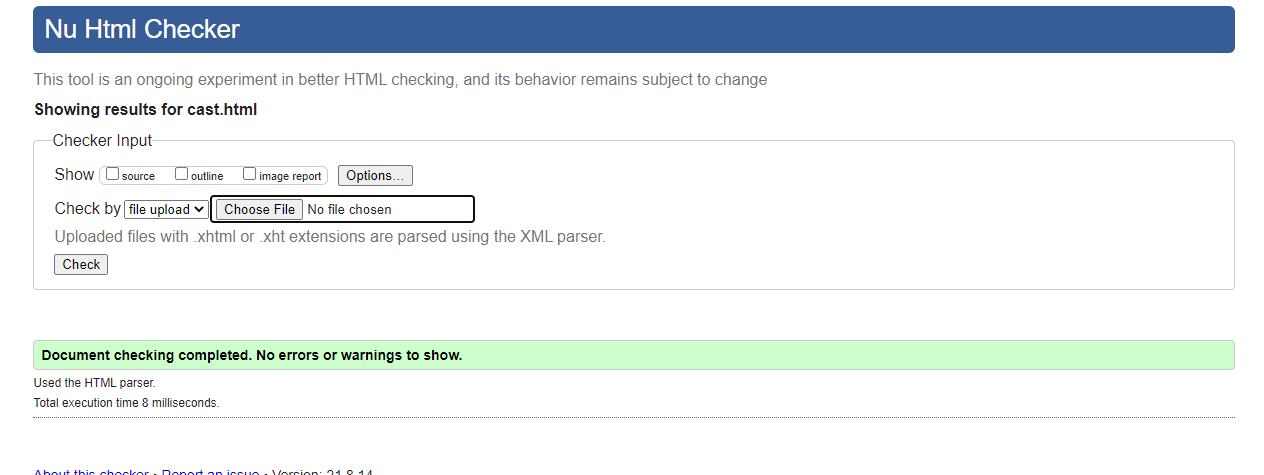 Nu Html Checker
This tool is an ongoing experiment in better HTML checking, and its behavior remains subject to change
Showing results for cast.html
Checker Input
Show source outline image report Options...
Check by file upload Choose File No file chosen
Uploaded files with .xhtml or .xht extensions are parsed using the XML parser.
Check
Document checking completed. No errors or warnings to show.
Used the HTML parser.
Total execution time 8 milliseconds.
About this checker • Report an issue • Version: 21.8.14